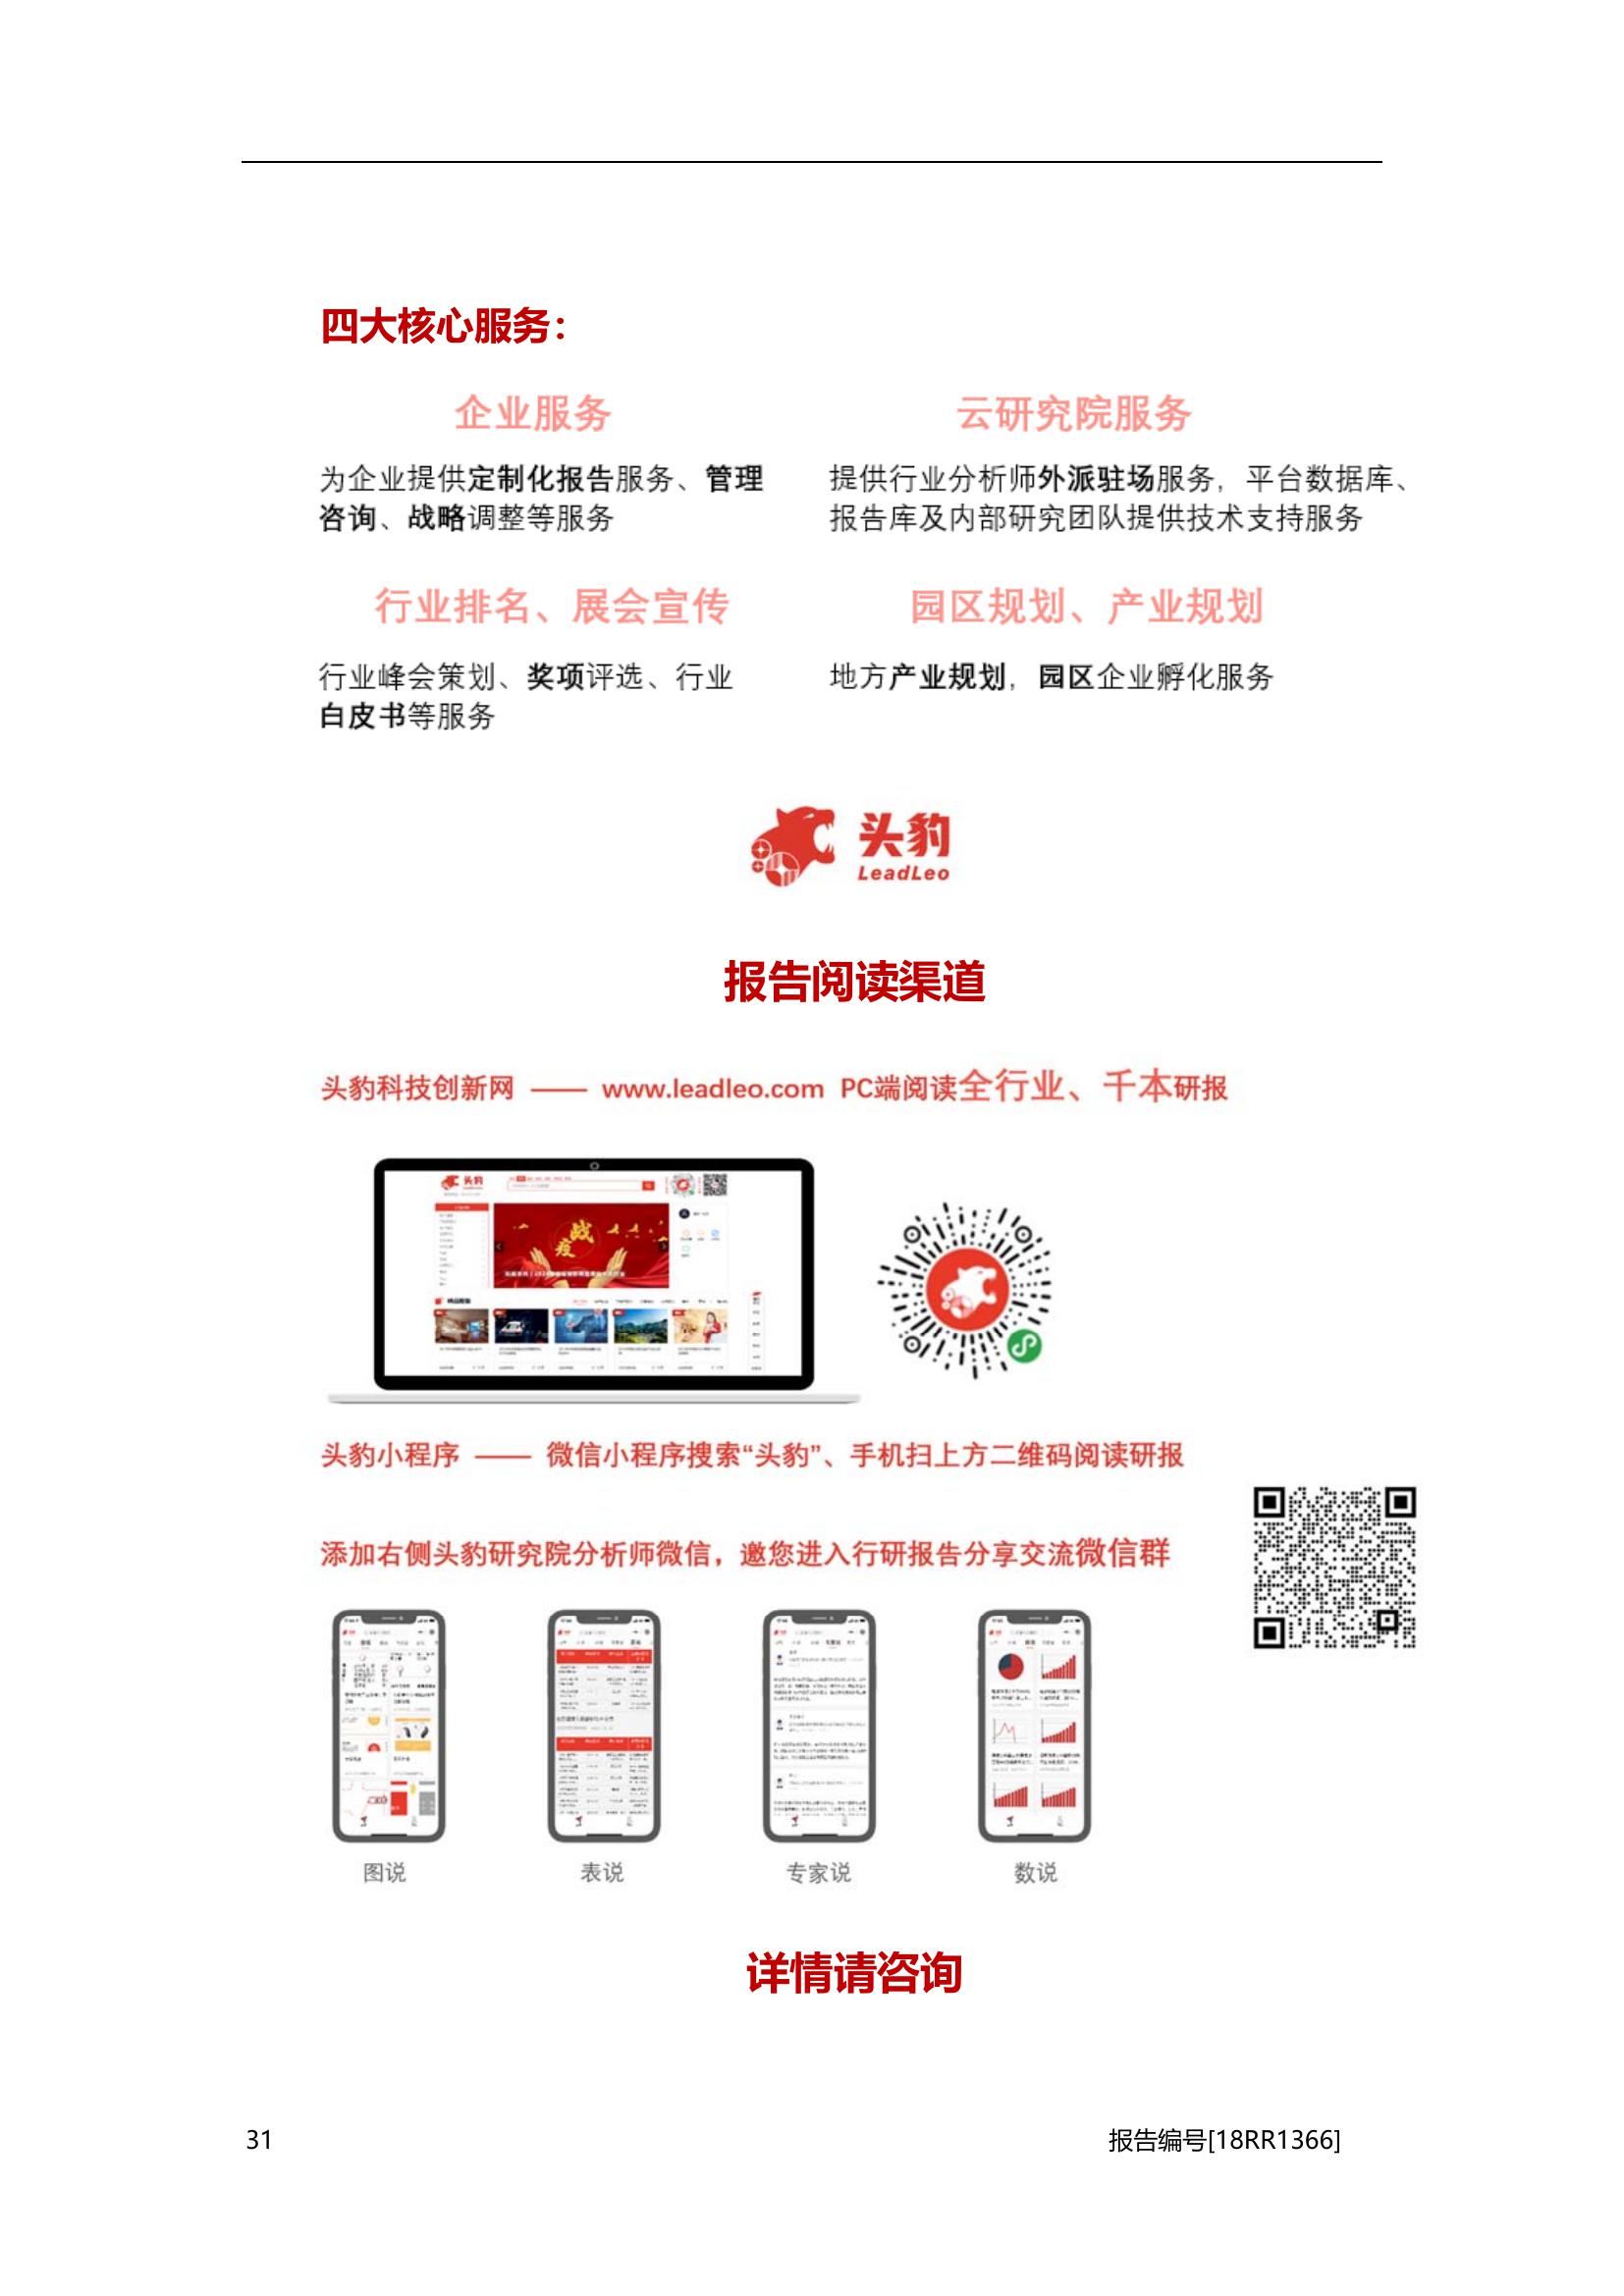 四大核心服务：
企业服务
为企业提供定制化报告服务、管理
咨询、战略调整等服务
云研究院服务
提供行业分析师外派驻场服务，平台数据库、
报告库及内部研究团队提供技术支持服务
行业排名、展会宣传
行业峰会策划、奖项评选、行业
白皮书等服务
园区规划、产业规划
地方产业规划，园区企业孵化服务
头豹
LeadLeo
报告阅读渠道
头豹科技创新网 —— www.leadleo.com PC端阅读全行业、千本研报
头豹
战
疫
头豹小程序 —— 微信小程序搜索“头豹”、手机扫上方二维码阅读研报
添加右侧头豹研究院分析师微信，邀您进入行研报告分享交流微信群
图说
表说
专家说
数说
详情请咨询
31
报告编号[18RR1366]